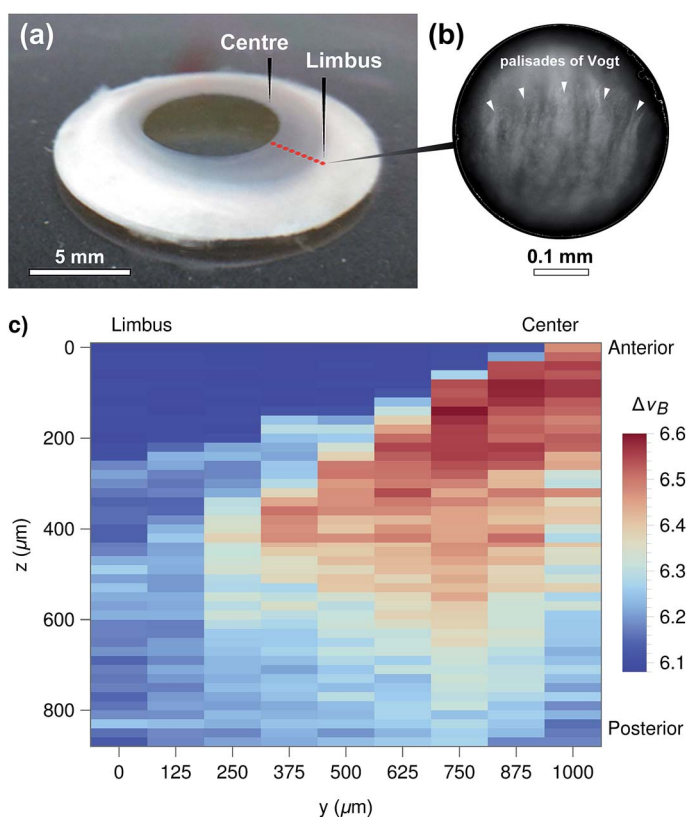 (a)
Centre
Limbus
5 mm
(b)
palisades of Vogt
0.1 mm
c)
Limbus
Center
Anterior
Posterior
0
200
400
600
800
z (µm)
0 125 250 375 500 625 750 875 1000
y (µm)
Δν_B
6.6
6.5
6.4
6.3
6.2
6.1